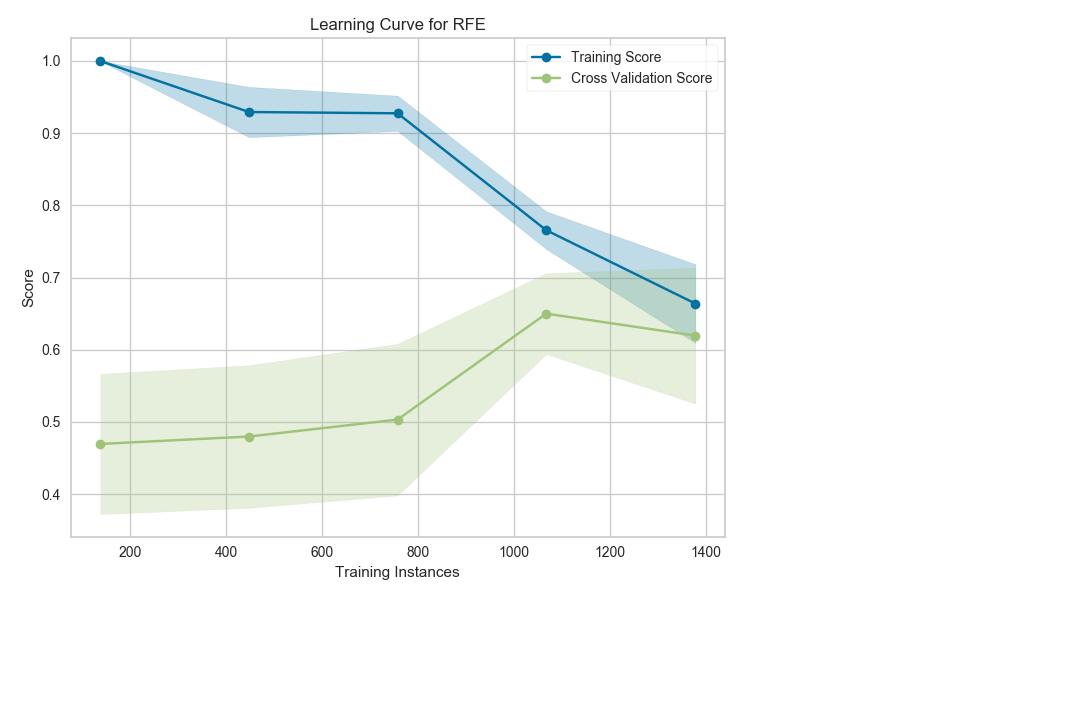 Learning Curve for RFE
Training Score
Cross Validation Score
1.0
0.9
0.8
0.7
0.6
0.5
0.4
Score
200 400 600 800 1000 1200 1400
Training Instances